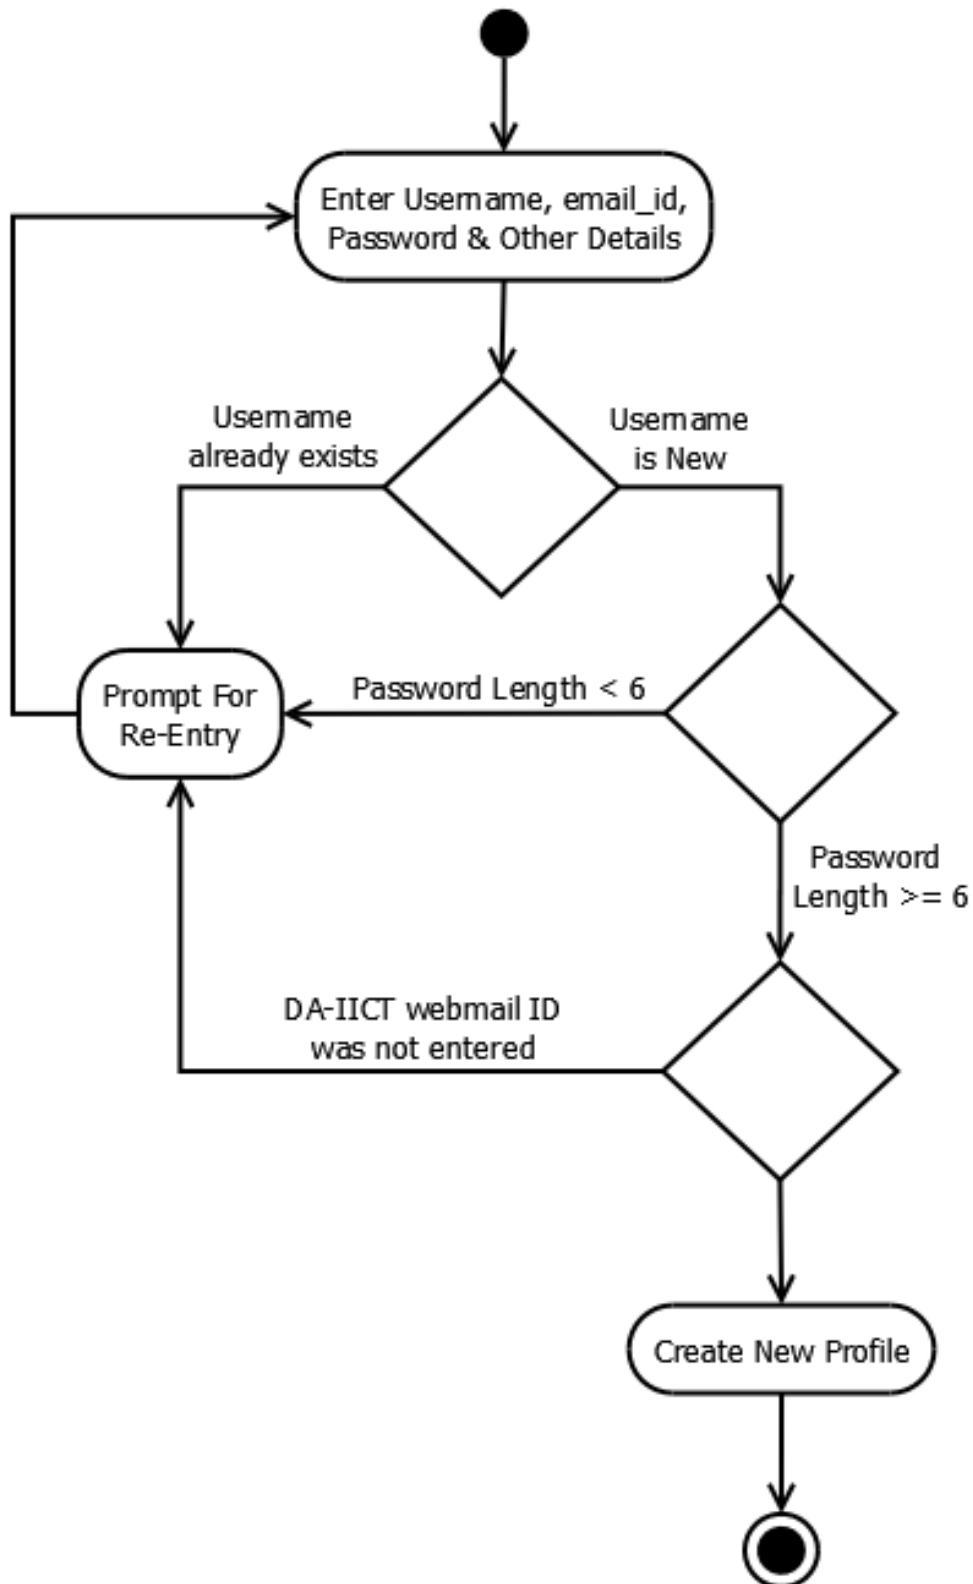 Enter Username, email_id,
Password & Other Details
Username
already exists
Username
is New
Prompt For
Re-Entry
Password Length < 6
Password
Length >= 6
DA-IICT webmail ID
was not entered
Create New Profile